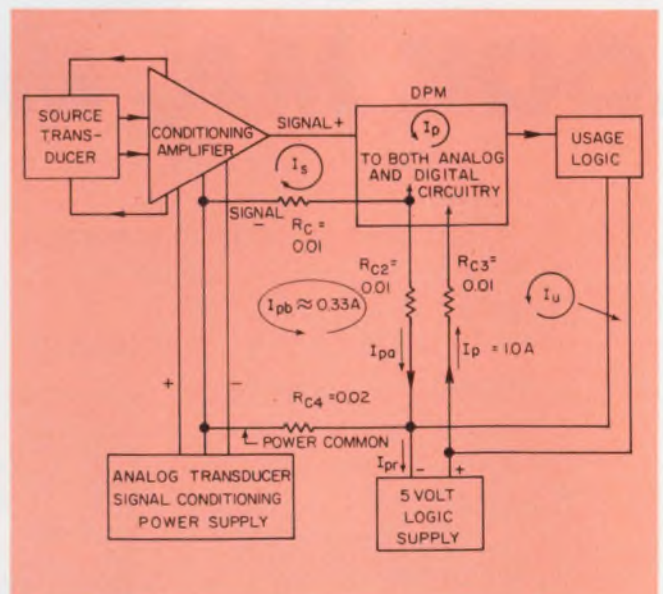 DPM
SOURCE
TRANS-
DUCER
CONDITIONING
AMPLIFIER
SIGNAL+
Ip
TO BOTH ANALOG
AND DIGITAL
CIRCUITRY
USAGE
LOGIC
Is
SIGNAL
–
RC =
0.01
RC2=
0.01
RC3=
0.01
Ipb ≈ 0.33A
Iu
Ipa
Ip = 1.0 A
+
–
RC4 = 0.02
POWER COMMON
Ipr
–
+
ANALOG TRANSDUCER
SIGNAL CONDITIONING
POWER SUPPLY
5 VOLT
LOGIC
SUPPLY